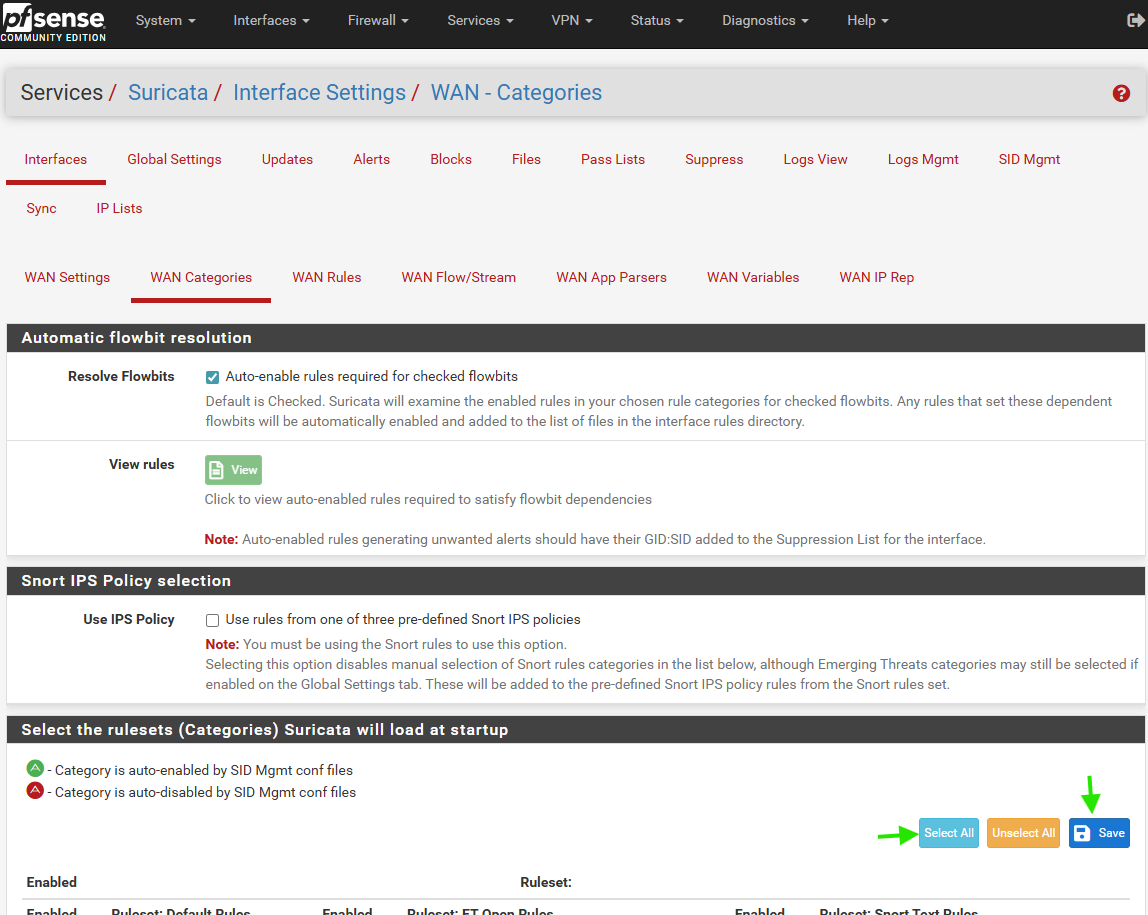 pfsense
COMMUNITY EDITION
System
Interfaces
Firewall
Services
VPN
Status
Diagnostics
Help
Services / Suricata / Interface Settings / WAN - Categories
?
Interfaces
Global Settings
Updates
Alerts
Blocks
Files
Pass Lists
Suppress
Logs View
Logs Mgmt
SID Mgmt
Sync
IP Lists
WAN Settings
WAN Categories
WAN Rules
WAN Flow/Stream
WAN App Parsers
WAN Variables
WAN IP Rep
Automatic flowbit resolution
Resolve Flowbits
Auto-enable rules required for checked flowbits
Default is Checked. Suricata will examine the enabled rules in your chosen rule categories for checked flowbits. Any rules that set these dependent
flowbits will be automatically enabled and added to the list of files in the interface rules directory.
View rules
View
Click to view auto-enabled rules required to satisfy flowbit dependencies
Note: Auto-enabled rules generating unwanted alerts should have their GID:SID added to the Suppression List for the interface.
Snort IPS Policy selection
Use IPS Policy
Use rules from one of three pre-defined Snort IPS policies
Note: You must be using the Snort rules to use this option.
Selecting this option disables manual selection of Snort rules categories in the list below, although Emerging Threats categories may still be selected if
enabled on the Global Settings tab. These will be added to the pre-defined Snort IPS policy rules from the Snort rules set.
Select the rulesets (Categories) Suricata will load at startup
- Category is auto-enabled by SID Mgmt conf files
- Category is auto-disabled by SID Mgmt conf files
Select All
Unselect All
Save
Enabled
Ruleset:
Enabled
Ruleset: Default Rules
Enabled
Ruleset: ET Open Rules
Enabled
Ruleset: Snort Text Rules